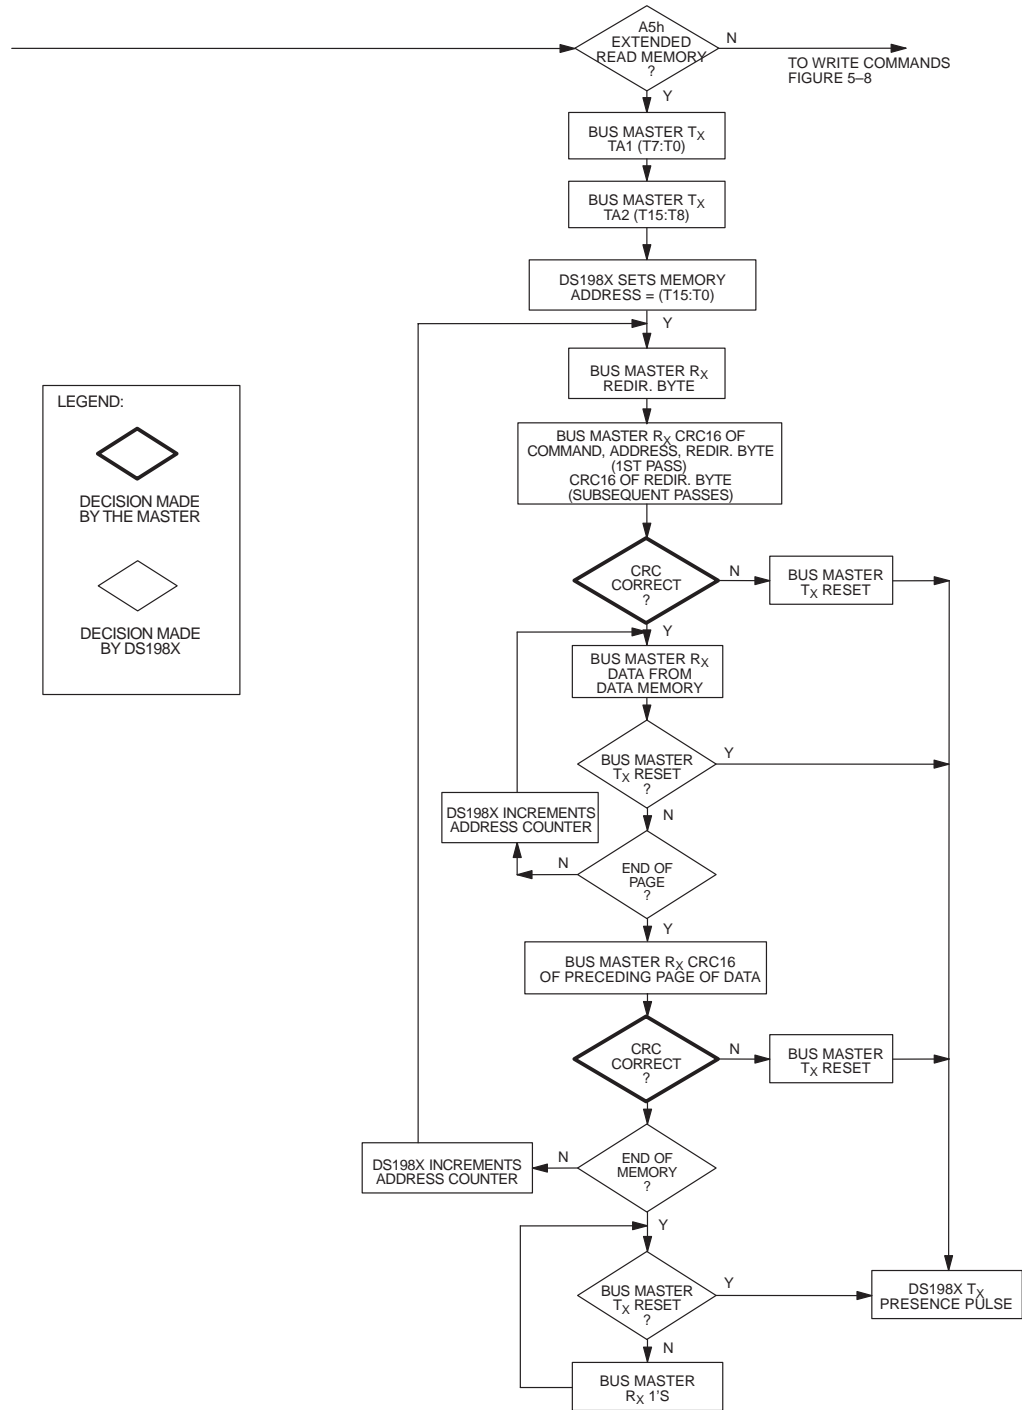 A5h
EXTENDED
READ MEMORY
?
N
TO WRITE COMMANDS
FIGURE 5–8
Y
BUS MASTER TX
TA1 (T7:T0)
BUS MASTER TX
TA2 (T15:T8)
DS198X SETS MEMORY
ADDRESS = (T15:T0)
Y
BUS MASTER RX
REDIR. BYTE
LEGEND:
DECISION MADE
BY THE MASTER
DECISION MADE
BY DS198X
BUS MASTER RX CRC16 OF
COMMAND, ADDRESS, REDIR. BYTE
(1ST PASS)
CRC16 OF REDIR. BYTE
(SUBSEQUENT PASSES)
CRC
CORRECT
?
N
BUS MASTER
TX RESET
Y
BUS MASTER RX
DATA FROM
DATA MEMORY
BUS MASTER
TX RESET
?
Y
N
DS198X INCREMENTS
ADDRESS COUNTER
END OF
PAGE
?
N
Y
BUS MASTER RX CRC16
OF PRECEDING PAGE OF DATA
CRC
CORRECT
?
N
BUS MASTER
TX RESET
END OF
MEMORY
?
N
DS198X INCREMENTS
ADDRESS COUNTER
Y
BUS MASTER
TX RESET
?
Y
DS198X TX
PRESENCE PULSE
N
BUS MASTER
RX 1'S